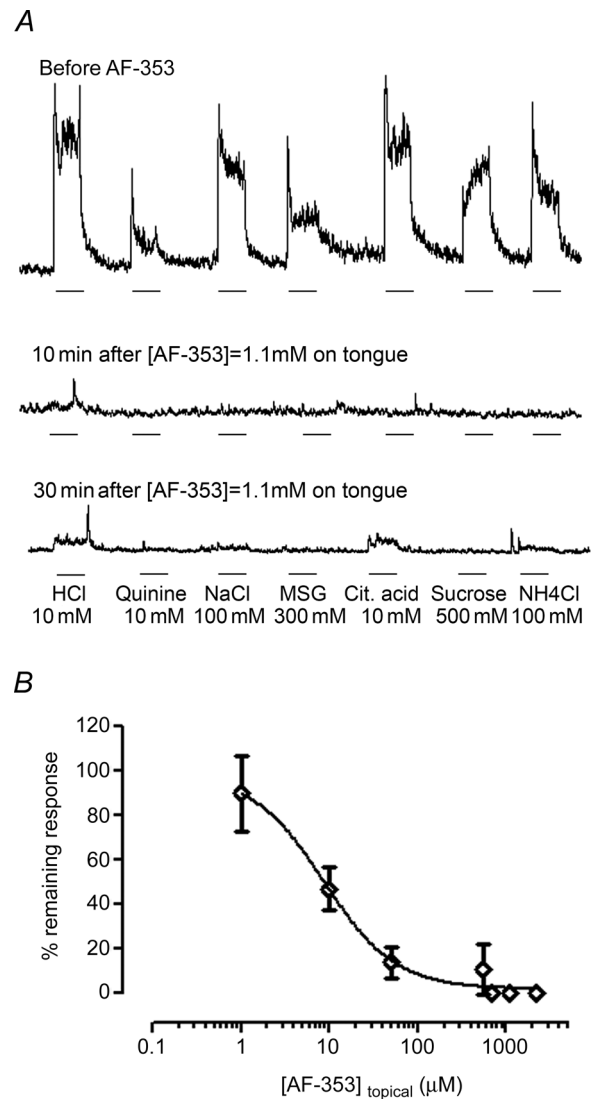 A
Before AF-353
10 min after [AF-353]=1.1mM on tongue
30 min after [AF-353]=1.1mM on tongue
HCl Quinine NaCl MSG Cit. acid Sucrose NH4Cl
10 mM 10 mM 100 mM 300 mM 10 mM 500 mM 100 mM
B
% remaining response
120
100
80
60
40
20
0
0.1 1 10 100 1000
[AF-353] topical (μM)